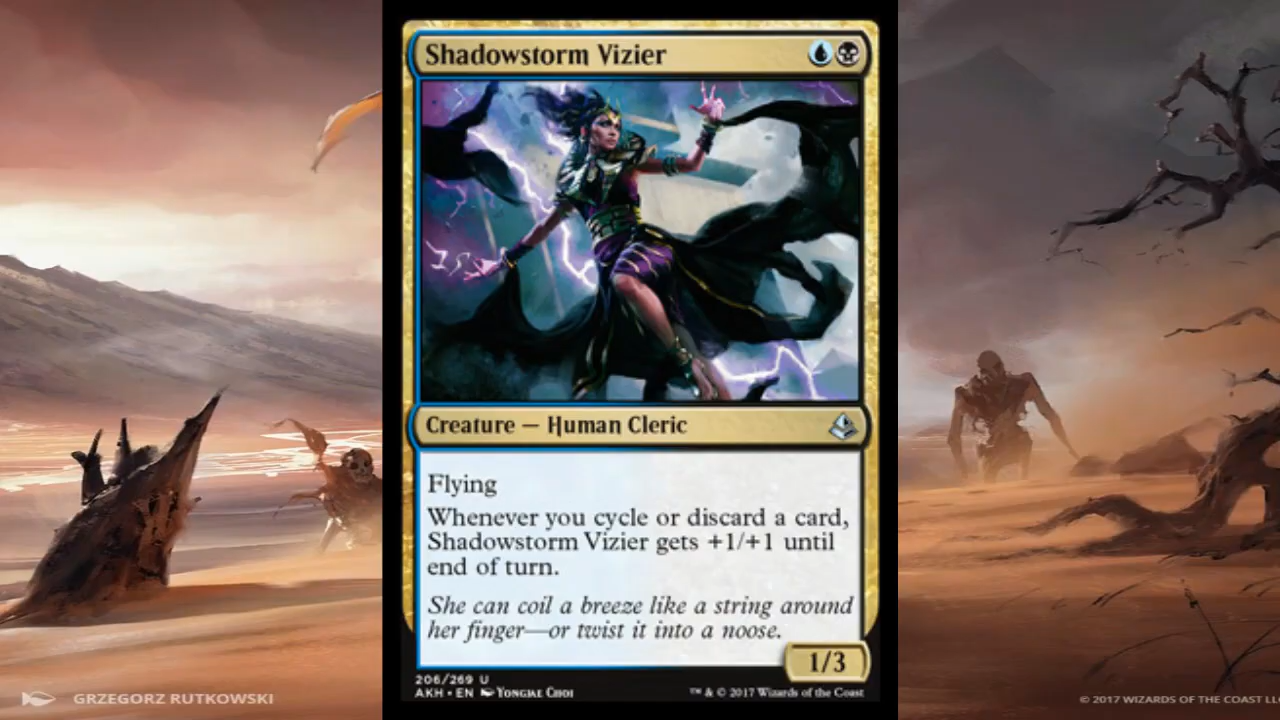 Shadowstorm Vizier
Creature — Human Cleric
Flying
Whenever you cycle or discard a card,
Shadowstorm Vizier gets +1/+1 until
end of turn.
She can coil a breeze like a string around
her finger—or twist it into a noose.
1/3
206/269 U
AKH • EN Yongjae Choi
™ & © 2017 Wizards of the Coast
GRZEGORZ RUTKOWSKI
© 2017 WIZARDS OF THE COAST LL